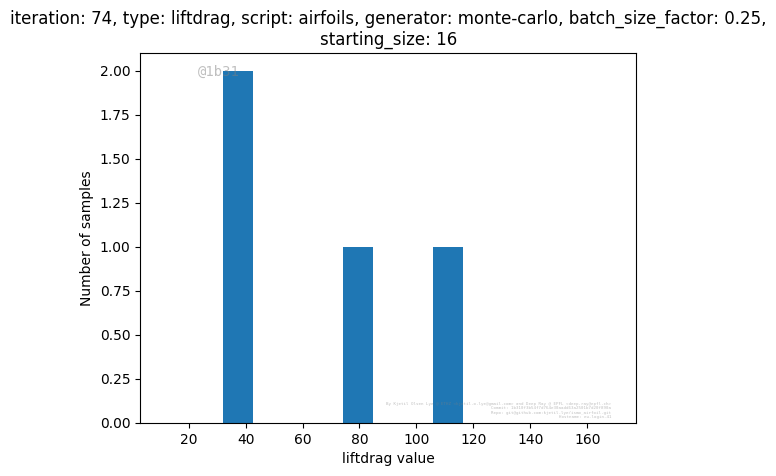 iteration: 74, type: liftdrag, script: airfoils, generator: monte-carlo, batch_size_factor: 0.25,
starting_size: 16
@1b31
2.00
1.75
1.50
1.25
1.00
0.75
0.50
0.25
0.00
Number of samples
20 40 60 80 100 120 140 160
liftdrag value